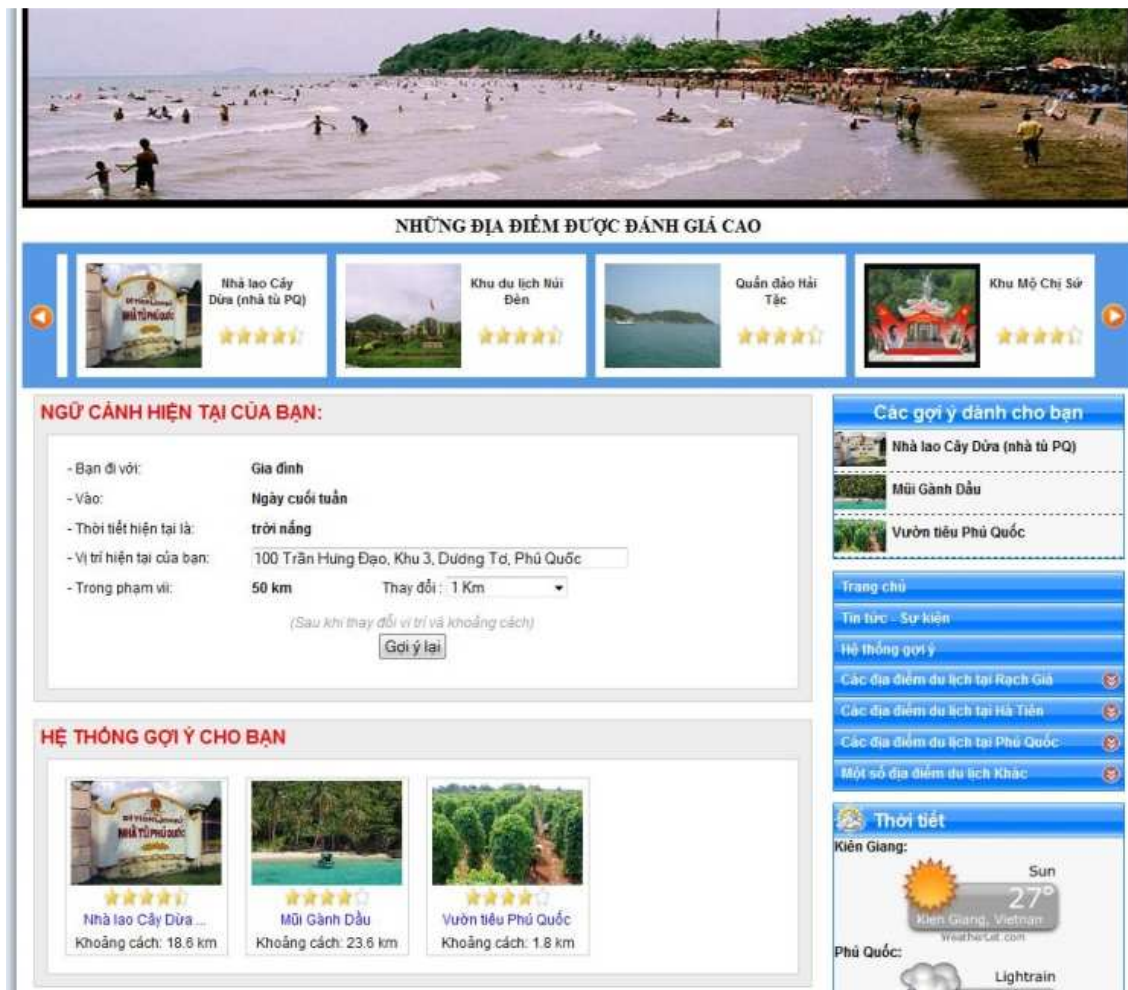 NHỮNG ĐỊA ĐIỂM ĐƯỢC ĐÁNH GIÁ CAO
Nhà lao Cây
Dừa (nhà tù PQ)
Khu du lịch Núi
Đèn
Quần đảo Hải
Tặc
Khu Mộ Chị Sứ
NGỮ CẢNH HIỆN TẠI CỦA BẠN:
- Bạn đi với: Gia đình
- Vào: Ngày cuối tuần
- Thời tiết hiện tại là: trời nắng
- Vị trí hiện tại của bạn: 100 Trần Hưng Đạo, Khu 3, Dương Tơ, Phú Quốc
- Trong phạm vii: 50 km Thay đổi : 1 Km
(Sau khi thay đổi vi trí và khoảng cách)
Gợi ý lại
HỆ THỐNG GỢI Ý CHO BẠN
NHÀ TÙ PHÚ QUỐC
Nhà lao Cây Dừa ...
Khoảng cách: 18.6 km
Mũi Gành Dầu
Khoảng cách: 23.6 km
Vườn tiêu Phú Quốc
Khoảng cách: 1.8 km
Các gợi ý dành cho bạn
Nhà lao Cây Dừa (nhà tù PQ)
Mũi Gành Dầu
Vườn tiêu Phú Quốc
Trang chủ
Tin tức - Sự kiện
Hệ thống gợi ý
Các địa điểm du lịch tại Rạch Giá
Các địa điểm du lịch tại Hà Tiên
Các địa điểm du lịch tại Phú Quốc
Một số địa điểm du lịch Khác
Thời tiết
Kiên Giang:
Sun
27°
Kien Giang, Vietnam
Phú Quốc:
Lightrain